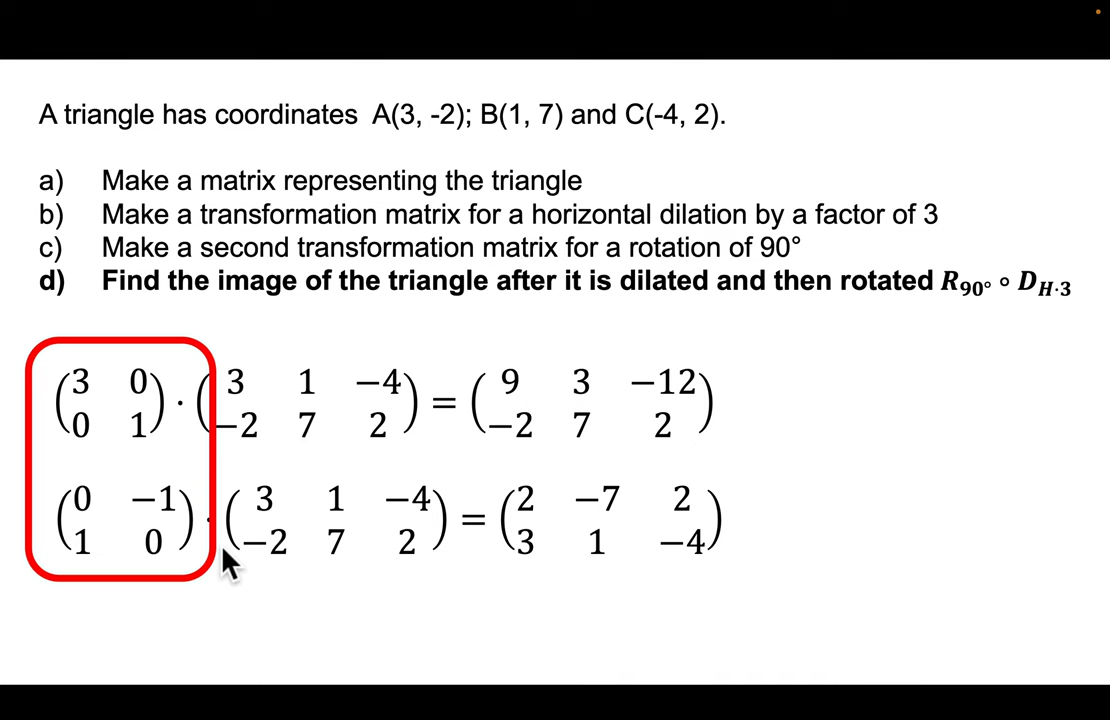 A triangle has coordinates A(3, -2); B(1, 7) and C(-4, 2).
a) Make a matrix representing the triangle
b) Make a transformation matrix for a horizontal dilation by a factor of 3
c) Make a second transformation matrix for a rotation of 90°
d) Find the image of the triangle after it is dilated and then rotated R₉₀° ∘ D_H·3
(3 0) · (3 1 −4) = (9 3 −12)
(0 1) (−2 7 2) (−2 7 2)
(0 −1) · (3 1 −4) = (2 −7 2)
(1 0) (−2 7 2) (3 1 −4)